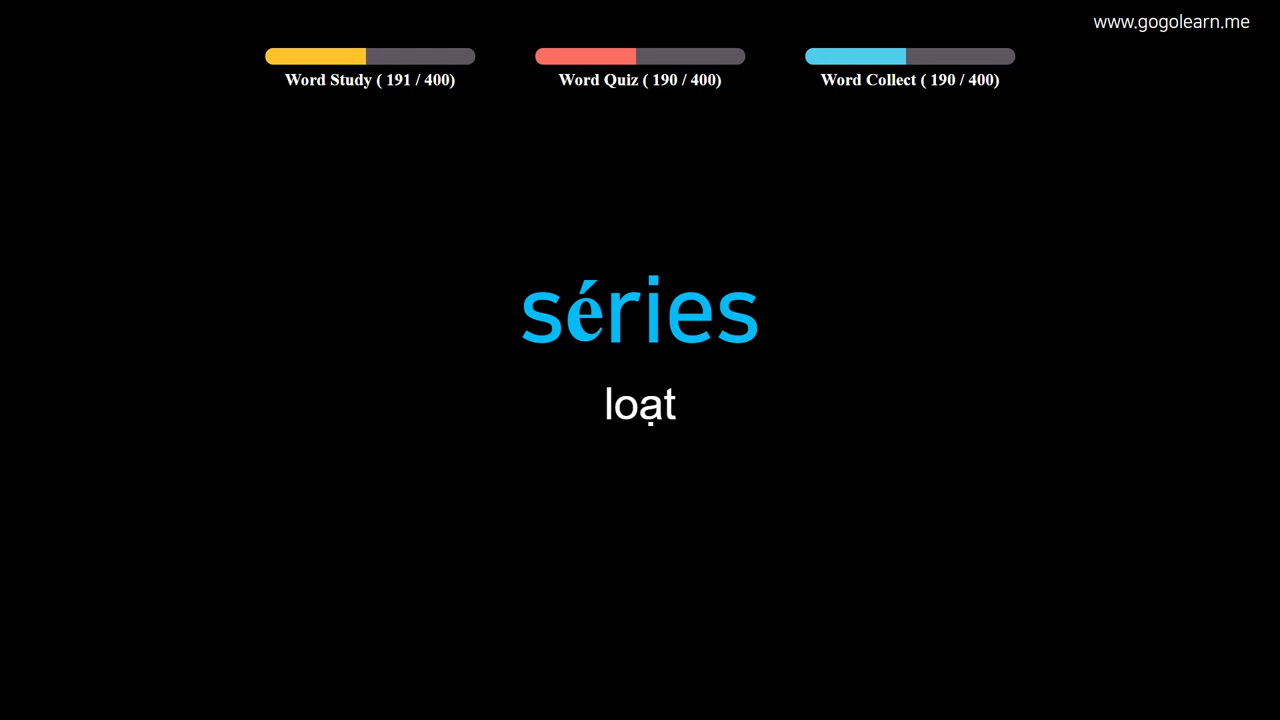 www.gogolearn.me
Word Study ( 191 / 400)
Word Quiz ( 190 / 400)
Word Collect ( 190 / 400)
séries
loạt